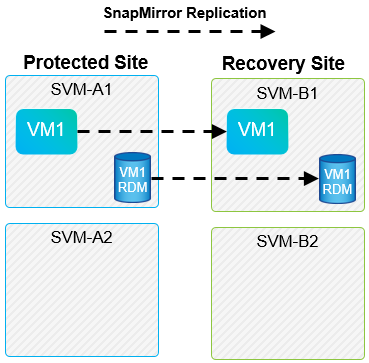 SnapMirror Replication
Protected Site
Recovery Site
SVM-A1
SVM-B1
VM1
VM1
VM1
RDM
VM1
RDM
SVM-A2
SVM-B2